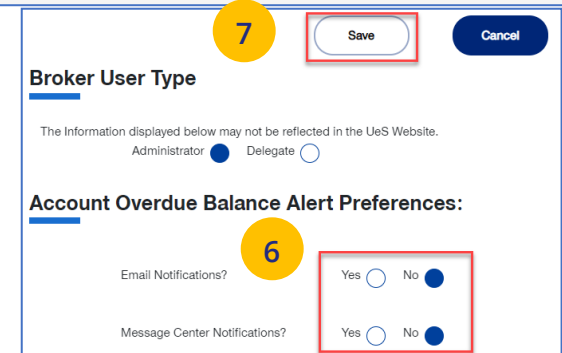 7
Save
Cancel
Broker User Type
The Information displayed below may not be reflected in the UeS Website.
Administrator Delegate
Account Overdue Balance Alert Preferences:
6
Email Notifications? Yes No
Message Center Notifications? Yes No